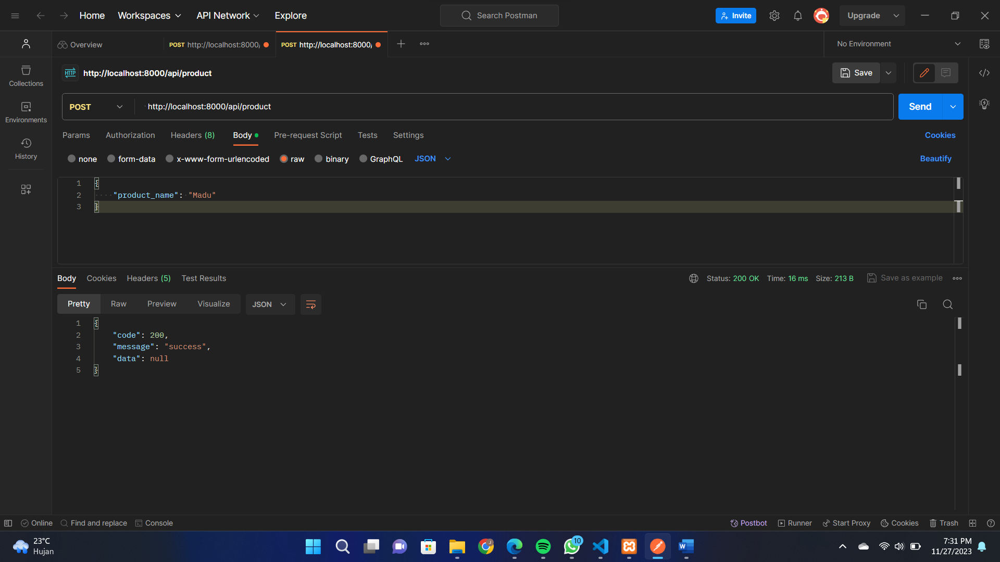 Home Workspaces API Network Explore Search Postman Invite Upgrade
Overview POST http://localhost:8000/ POST http://localhost:8000/ No Environment
HTTP http://localhost:8000/api/product Save
Collections
Environments
History
POST http://localhost:8000/api/product Send
Params Authorization Headers (8) Body Pre-request Script Tests Settings Cookies
none form-data x-www-form-urlencoded raw binary GraphQL JSON Beautify
1 {
2 "product_name": "Madu"
3 }
Body Cookies Headers (5) Test Results Status: 200 OK Time: 16 ms Size: 213 B Save as example
Pretty Raw Preview Visualize JSON
1 {
2 "code": 200,
3 "message": "success",
4 "data": null
5 }
Online Find and replace Console Postbot Runner Start Proxy Cookies Trash
23°C
Hujan
J
10
W
7:31 PM
11/27/2023